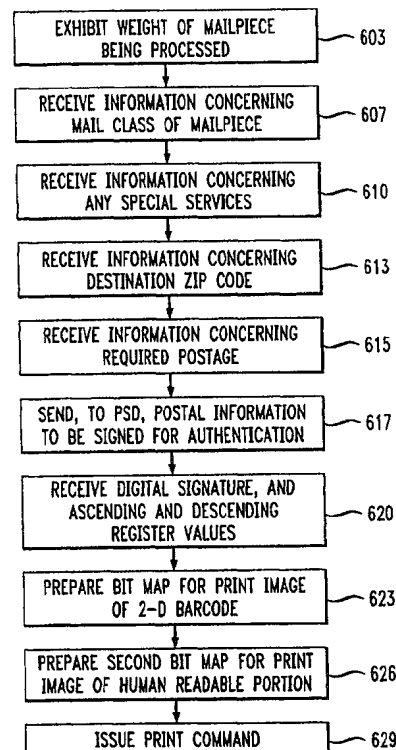 EXHIBIT WEIGHT OF MAILPIECE
BEING PROCESSED
603
RECEIVE INFORMATION CONCERNING
MAIL CLASS OF MAILPIECE
607
RECEIVE INFORMATION CONCERNING
ANY SPECIAL SERVICES
610
RECEIVE INFORMATION CONCERNING
DESTINATION ZIP CODE
613
RECEIVE INFORMATION CONCERNING
REQUIRED POSTAGE
615
SEND, TO PSD, POSTAL INFORMATION
TO BE SIGNED FOR AUTHENTICATION
617
RECEIVE DIGITAL SIGNATURE, AND
ASCENDING AND DESCENDING
REGISTER VALUES
620
PREPARE BIT MAP FOR PRINT IMAGE
OF 2-D BARCODE
623
PREPARE SECOND BIT MAP FOR PRINT
IMAGE OF HUMAN READABLE PORTION
626
ISSUE PRINT COMMAND
629